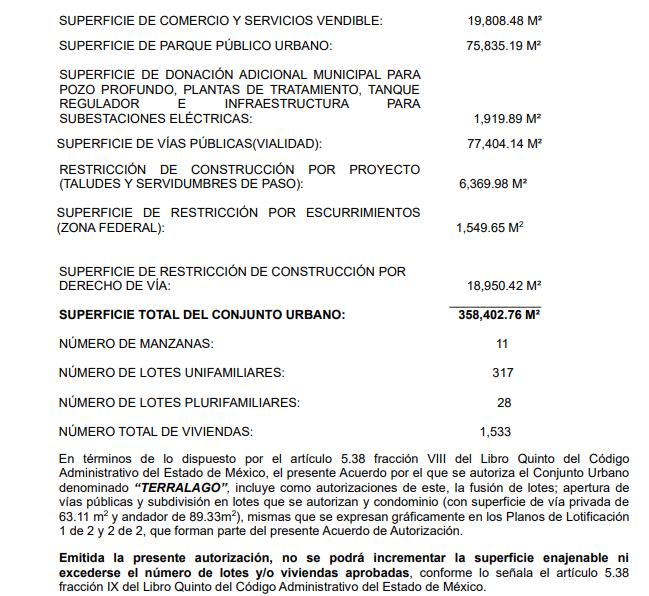 SUPERFICIE DE COMERCIO Y SERVICIOS VENDIBLE: 19,808.48 M²
SUPERFICIE DE PARQUE PÚBLICO URBANO: 75,835.19 M²
SUPERFICIE DE DONACIÓN ADICIONAL MUNICIPAL PARA
POZO PROFUNDO, PLANTAS DE TRATAMIENTO, TANQUE
REGULADOR E INFRAESTRUCTURA PARA
SUBESTACIONES ELÉCTRICAS: 1,919.89 M²
SUPERFICIE DE VÍAS PÚBLICAS(VIALIDAD): 77,404.14 M²
RESTRICCIÓN DE CONSTRUCCIÓN POR PROYECTO
(TALUDES Y SERVIDUMBRES DE PASO): 6,369.98 M²
SUPERFICIE DE RESTRICCIÓN POR ESCURRIMIENTOS
(ZONA FEDERAL): 1,549.65 M²
SUPERFICIE DE RESTRICCIÓN DE CONSTRUCCIÓN POR
DERECHO DE VÍA: 18,950.42 M²
SUPERFICIE TOTAL DEL CONJUNTO URBANO: 358,402.76 M²
NÚMERO DE MANZANAS: 11
NÚMERO DE LOTES UNIFAMILIARES: 317
NÚMERO DE LOTES PLURIFAMILIARES: 28
NÚMERO TOTAL DE VIVIENDAS: 1,533
En términos de lo dispuesto por el artículo 5.38 fracción VIII del Libro Quinto del Código
Administrativo del Estado de México, el presente Acuerdo por el que se autoriza el Conjunto Urbano
denominado “TERRALAGO”, incluye como autorizaciones de este, la fusión de lotes; apertura de
vías públicas y subdivisión en lotes que se autorizan y condominio (con superficie de vía privada de
63.11 m² y andador de 89.33m²), mismas que se expresan gráficamente en los Planos de Lotificación
1 de 2 y 2 de 2, que forman parte del presente Acuerdo de Autorización.
Emitida la presente autorización, no se podrá incrementar la superficie enajenable ni
excederse el número de lotes y/o viviendas aprobadas, conforme lo señala el artículo 5.38
fracción IX del Libro Quinto del Código Administrativo del Estado de México.